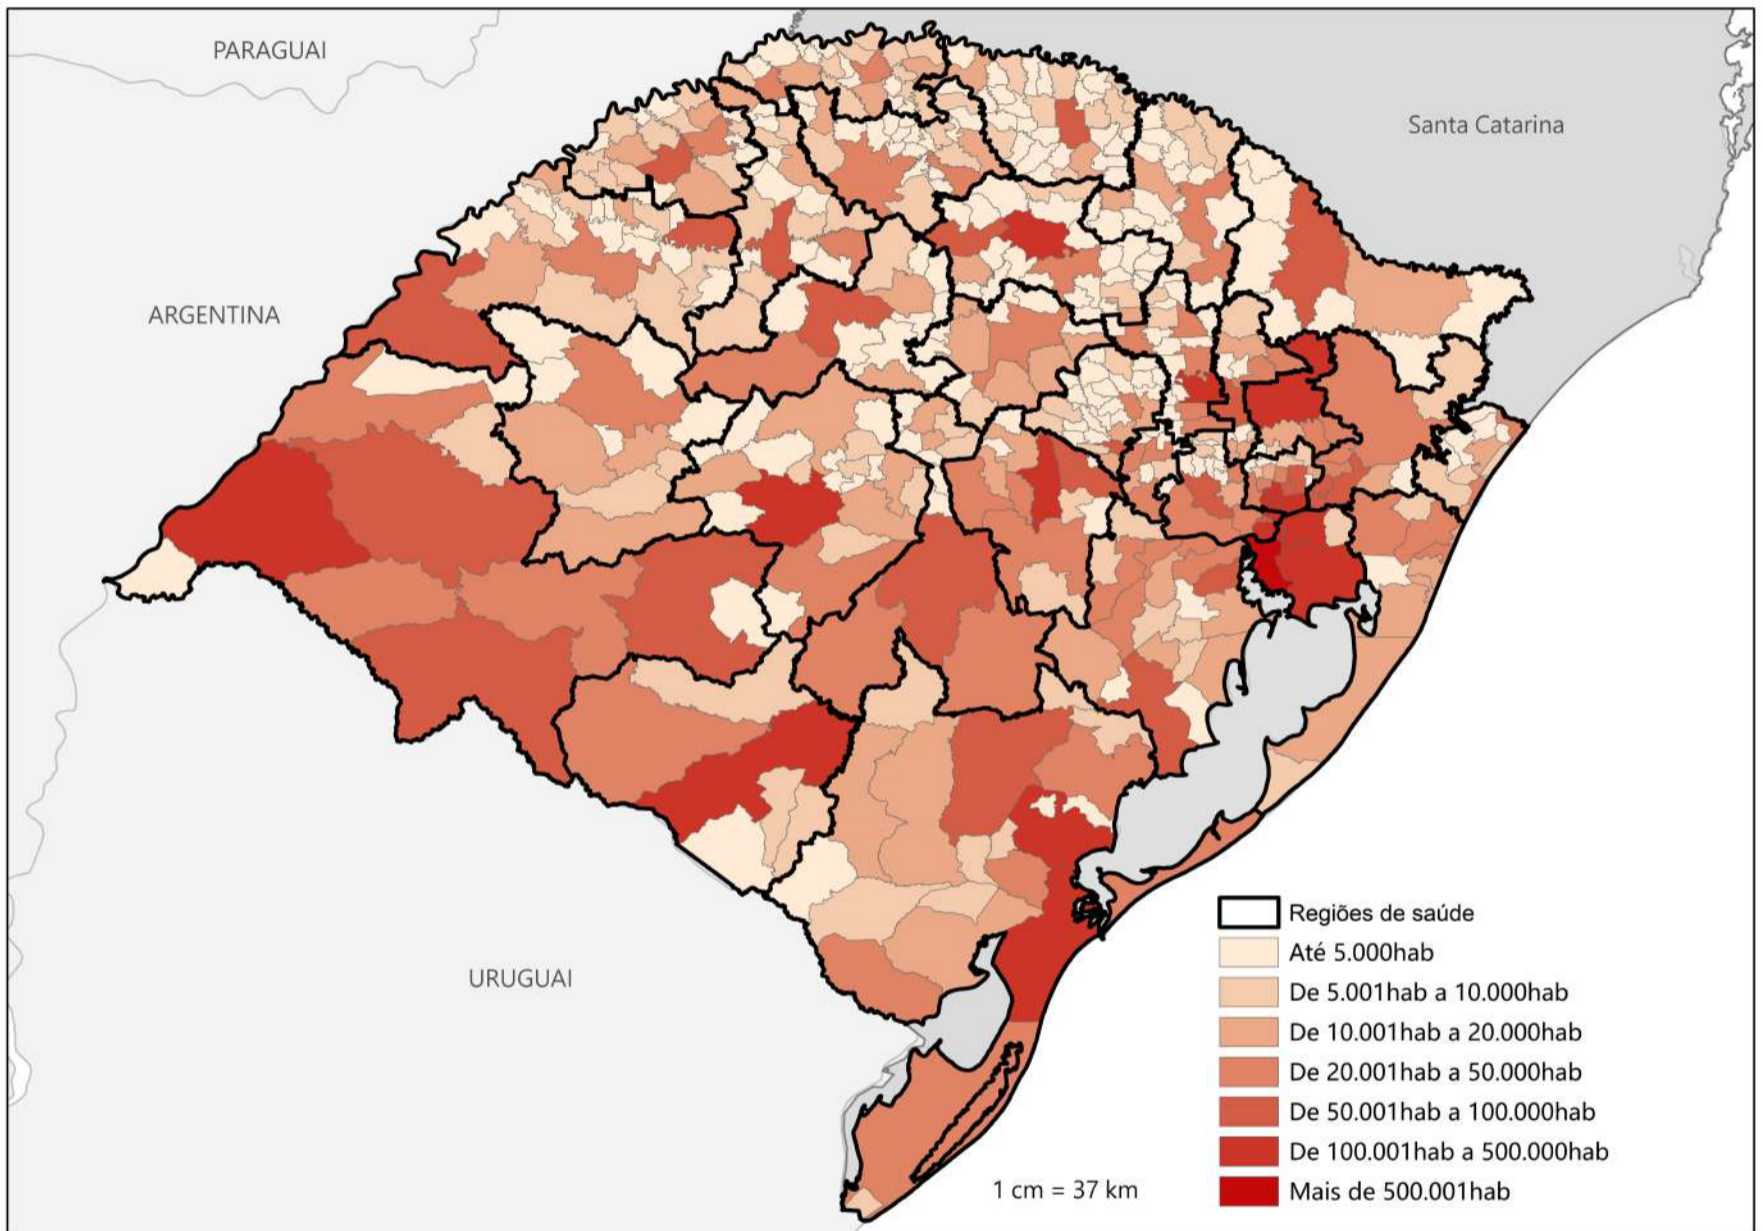 PARAGUAI
Santa Catarina
ARGENTINA
URUGUAI
Regiões de saúde
Até 5.000hab
De 5.001hab a 10.000hab
De 10.001hab a 20.000hab
De 20.001hab a 50.000hab
De 50.001hab a 100.000hab
De 100.001hab a 500.000hab
Mais de 500.001hab
1 cm = 37 km